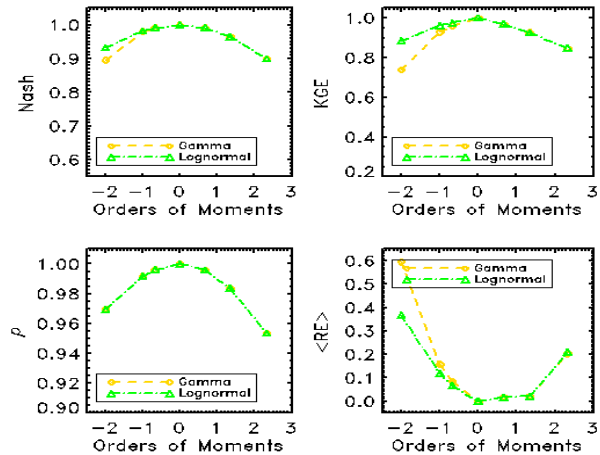 Nash
1.0
0.9
0.8
0.7
0.6
Gamma
Lognormal
−2 −1 0 1 2 3
Orders of Moments
KGE
1.0
0.8
0.6
0.4
0.2
Gamma
Lognormal
−2 −1 0 1 2 3
Orders of Moments
ρ
1.00
0.98
0.96
0.94
0.92
0.90
Gamma
Lognormal
−2 −1 0 1 2 3
Orders of Moments
<RE>
0.6
0.5
0.4
0.3
0.2
0.1
0.0
Gamma
Lognormal
−2 −1 0 1 2 3
Orders of Moments